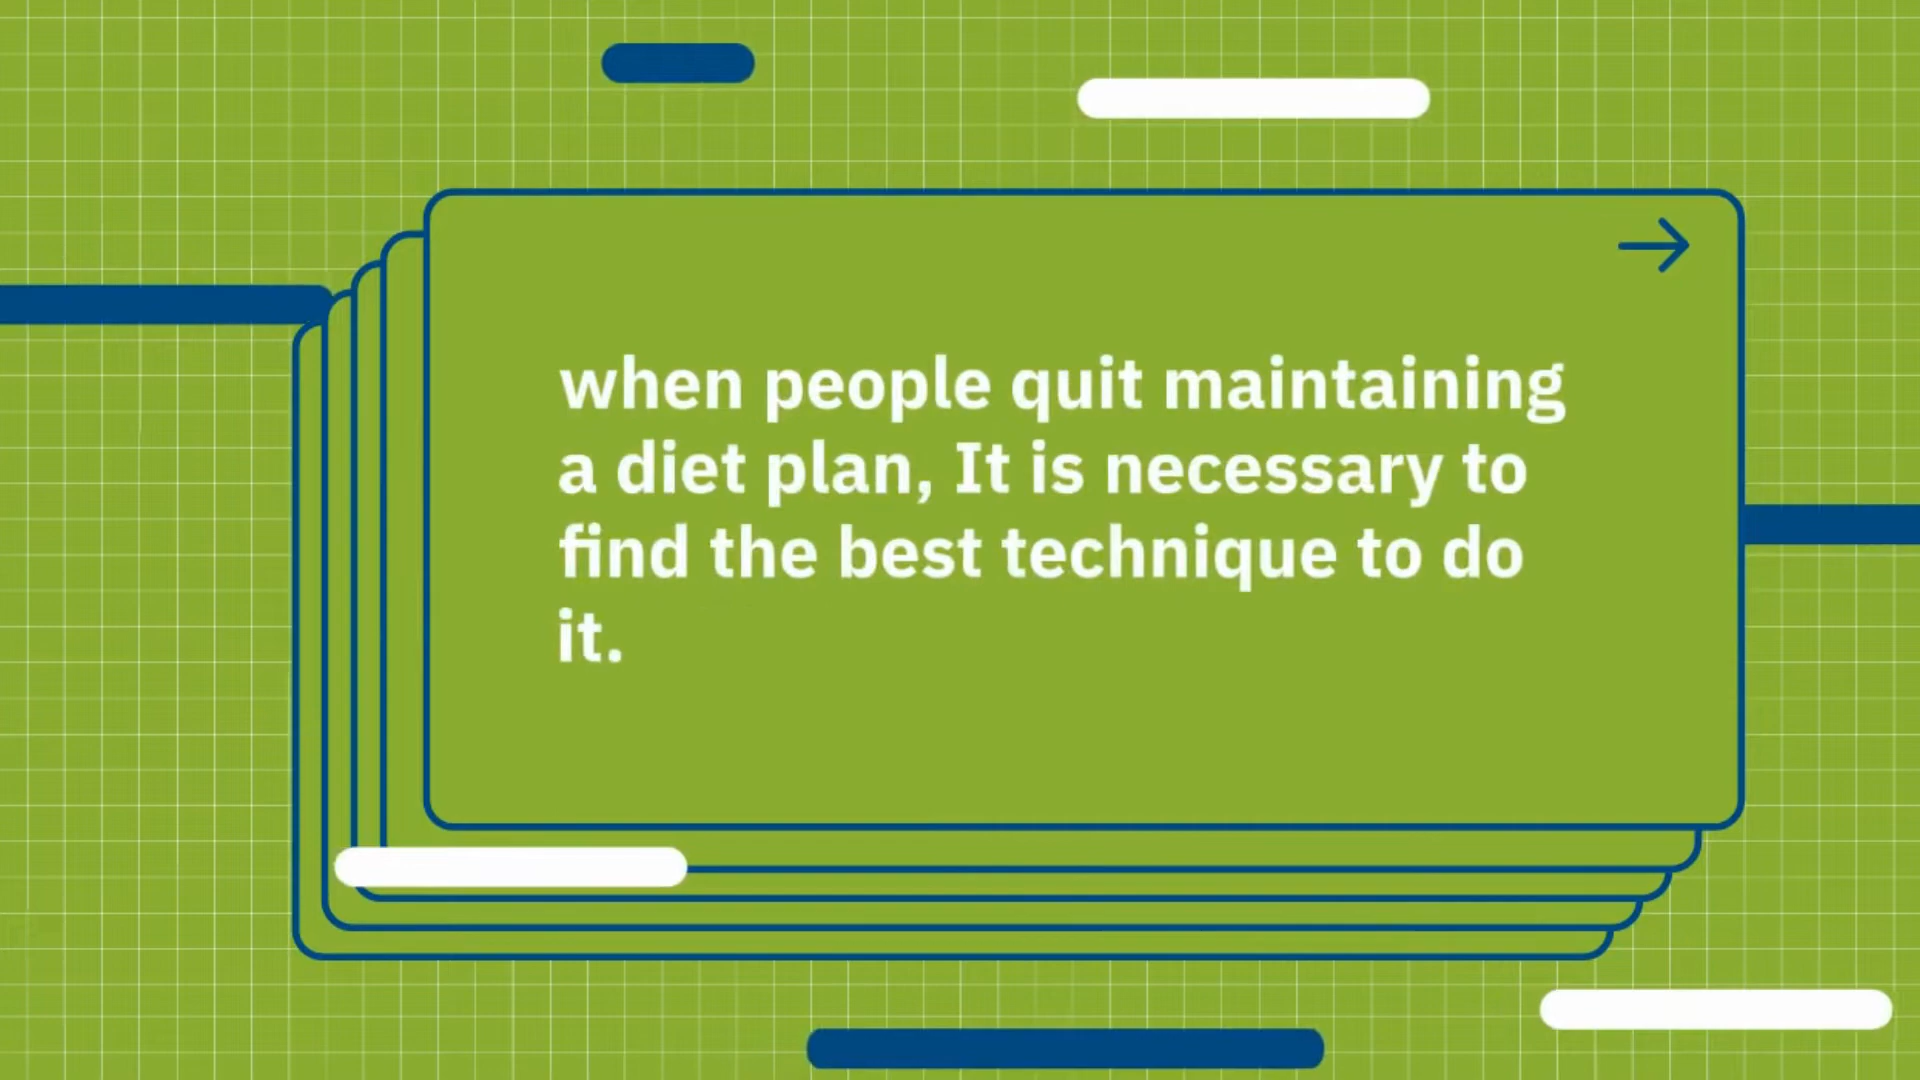 when people quit maintaining
a diet plan, It is necessary to
find the best technique to do
it.